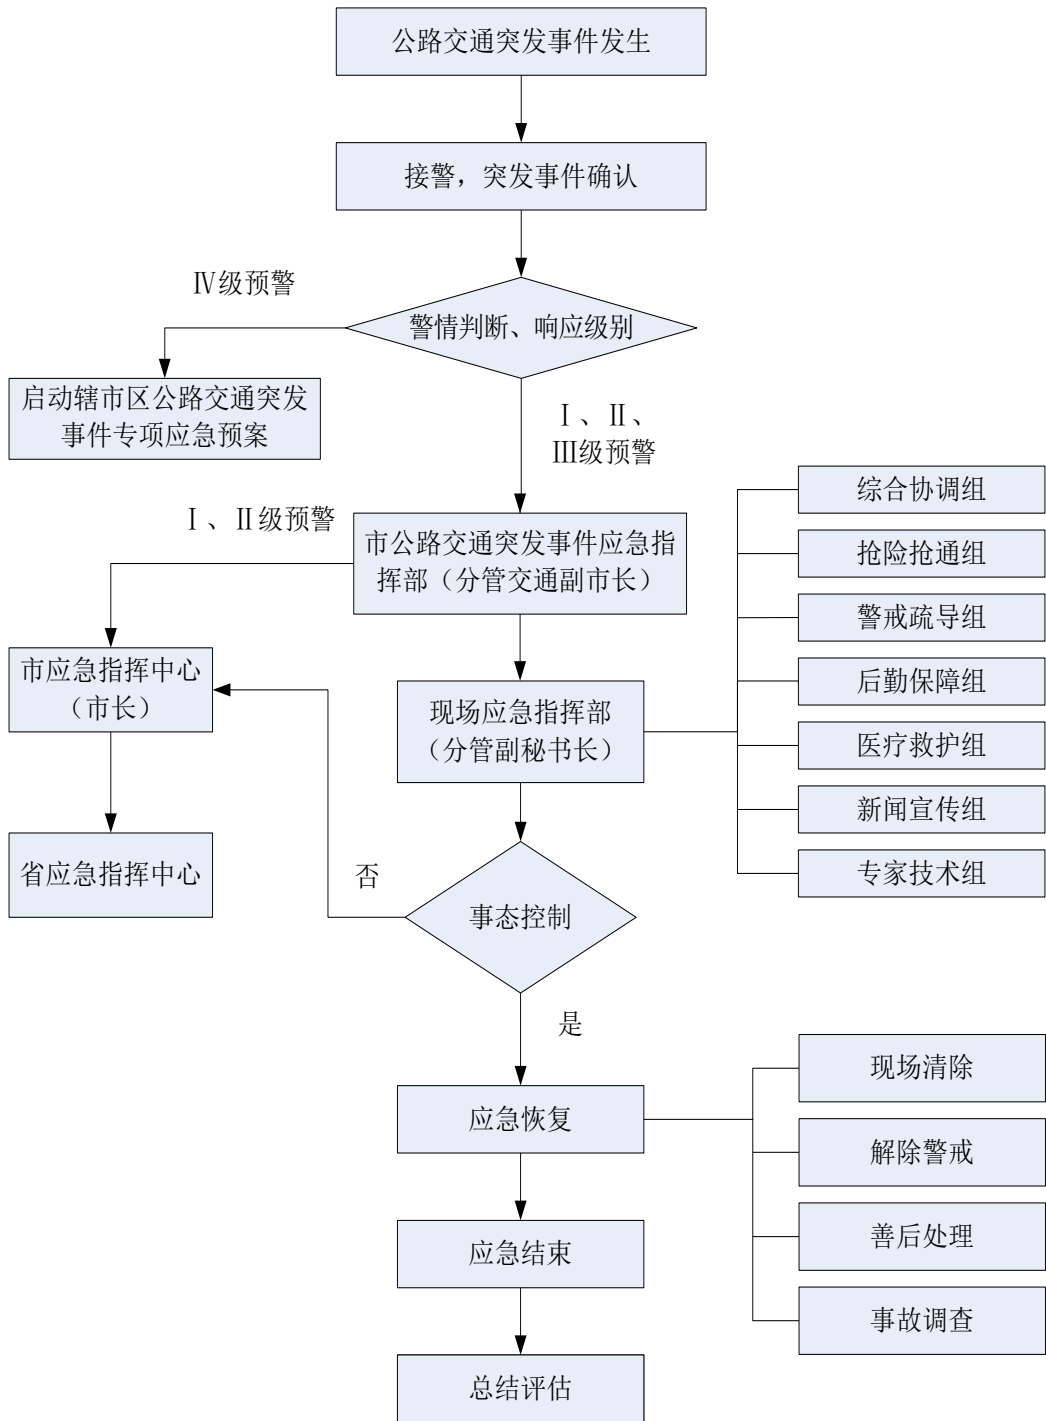 公路交通突发事件发生
接警，突发事件确认
Ⅳ级预警
警情判断、响应级别
启动辖市区公路交通突发
事件专项应急预案
Ⅰ、Ⅱ、
Ⅲ级预警
Ⅰ、Ⅱ级预警
市公路交通突发事件应急指
挥部（分管交通副市长）
综合协调组
抢险抢通组
警戒疏导组
后勤保障组
医疗救护组
新闻宣传组
专家技术组
市应急指挥中心
（市长）
现场应急指挥部
（分管副秘书长）
省应急指挥中心
否
事态控制
是
应急恢复
现场清除
解除警戒
善后处理
事故调查
应急结束
总结评估